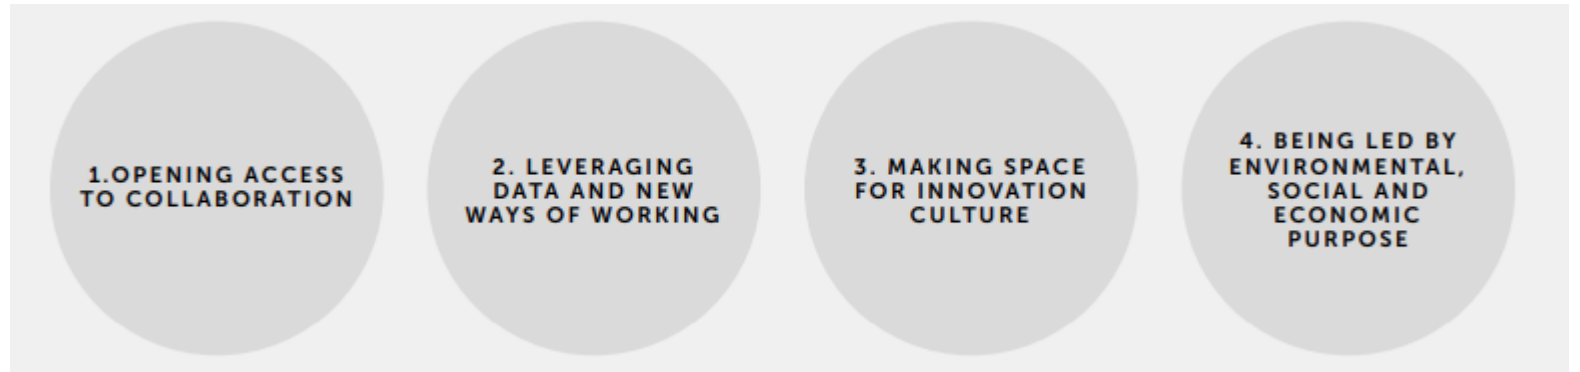 1.OPENING ACCESS
TO COLLABORATION
2. LEVERAGING
DATA AND NEW
WAYS OF WORKING
3. MAKING SPACE
FOR INNOVATION
CULTURE
4. BEING LED BY
ENVIRONMENTAL,
SOCIAL AND
ECONOMIC
PURPOSE